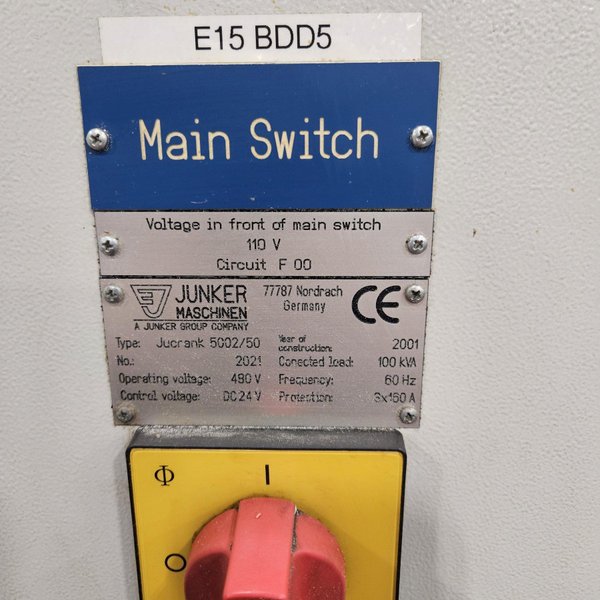 E15 BDD5
Main Switch
Voltage in front of main switch
110 V
Circuit F 00
EJ JUNKER
MASCHINEN
A JUNKER GROUP COMPANY
77787 Nordrach
Germany
CE
Type: Jucrank 5002/50
Year of construction: 2001
No.: 2021
Conected load: 100 kVA
Operating voltage: 480 V
Frequency: 60 Hz
Control voltage: DC24V
Protection: 3x150 A
Φ I
O